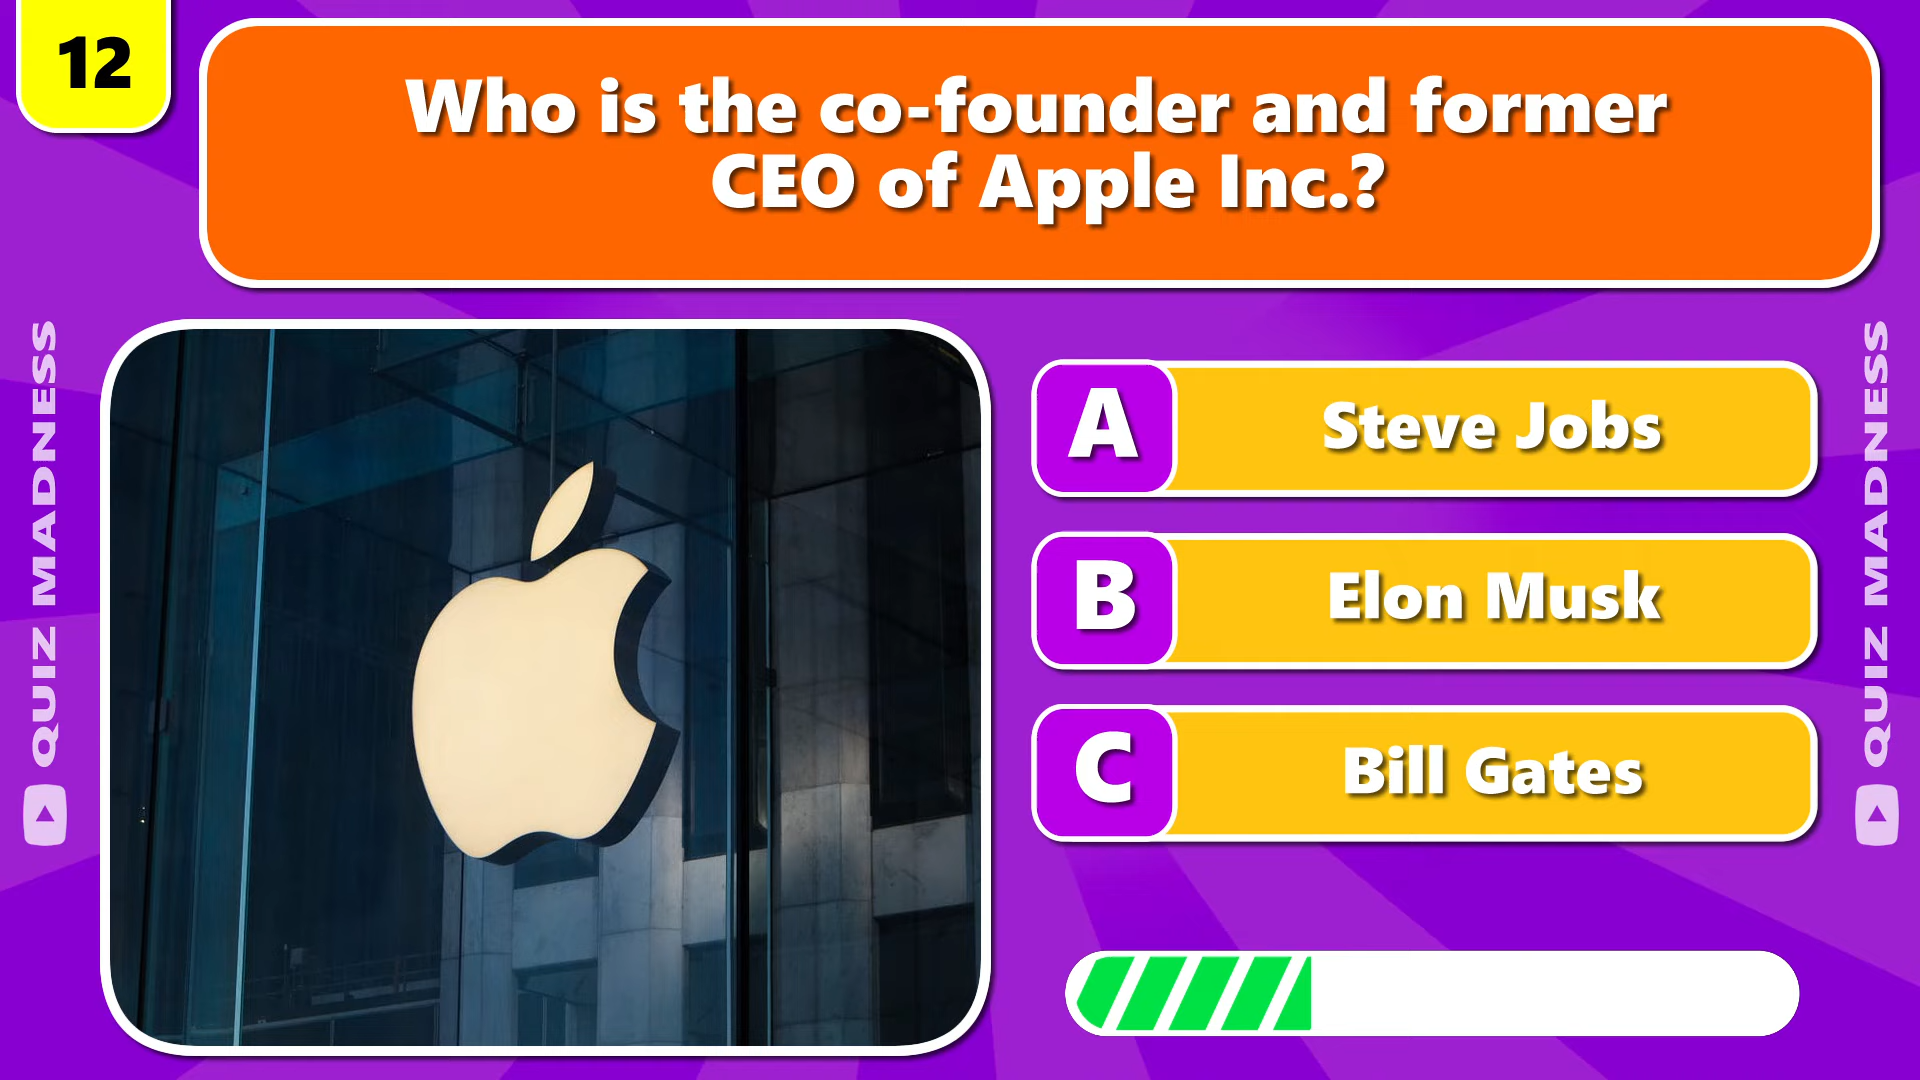 12
Who is the co-founder and former
CEO of Apple Inc.?
QUIZ MADNESS
A
Steve Jobs
B
Elon Musk
C
Bill Gates
QUIZ MADNESS